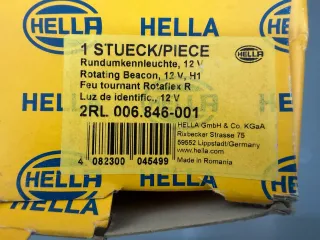 HELLA
HELLA
HELLA
1 STUECK/PIECE
Rundumkennleuchte, 12 V
Rotating Beacon, 12 V, H1
Feu tournant Rotaflex R
Luz de identific., 12 V
2RL 006.846-001
HELLA GmbH & Co. KGaA
Rixbecker Strasse 75
59552 Lippstadt/Germany
www.hella.com
Made in Romania
4 082300 045499
HELLA
HELLA
HELLA
HELLA